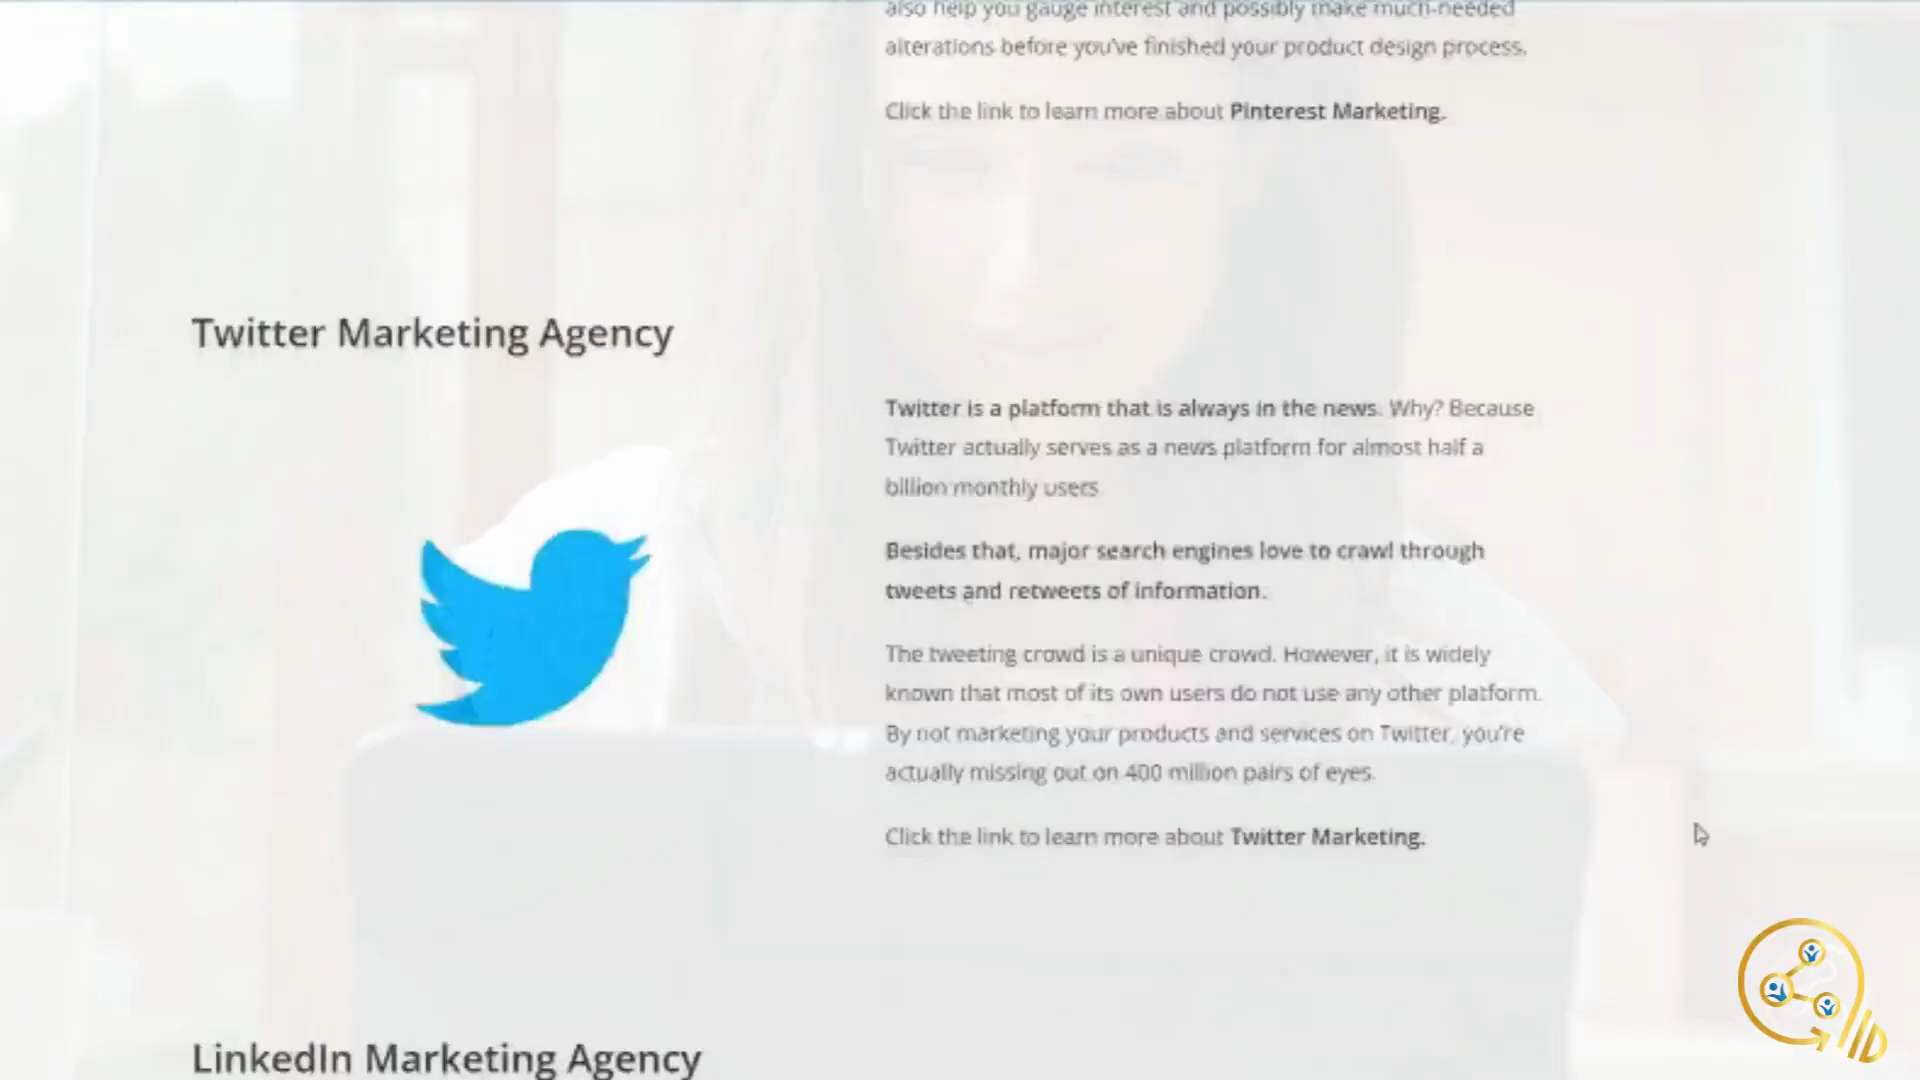 also help you gauge interest and possibly make much-needed
alterations before you've finished your product design process.
Click the link to learn more about Pinterest Marketing.
Twitter Marketing Agency
Twitter is a platform that is always in the news. Why? Because
Twitter actually serves as a news platform for almost half a
billion monthly users
Besides that, major search engines love to crawl through
tweets and retweets of information.
The tweeting crowd is a unique crowd. However, it is widely
known that most of its own users do not use any other platform.
By not marketing your products and services on Twitter, you're
actually missing out on 400 million pairs of eyes.
Click the link to learn more about Twitter Marketing.
LinkedIn Marketing Agency